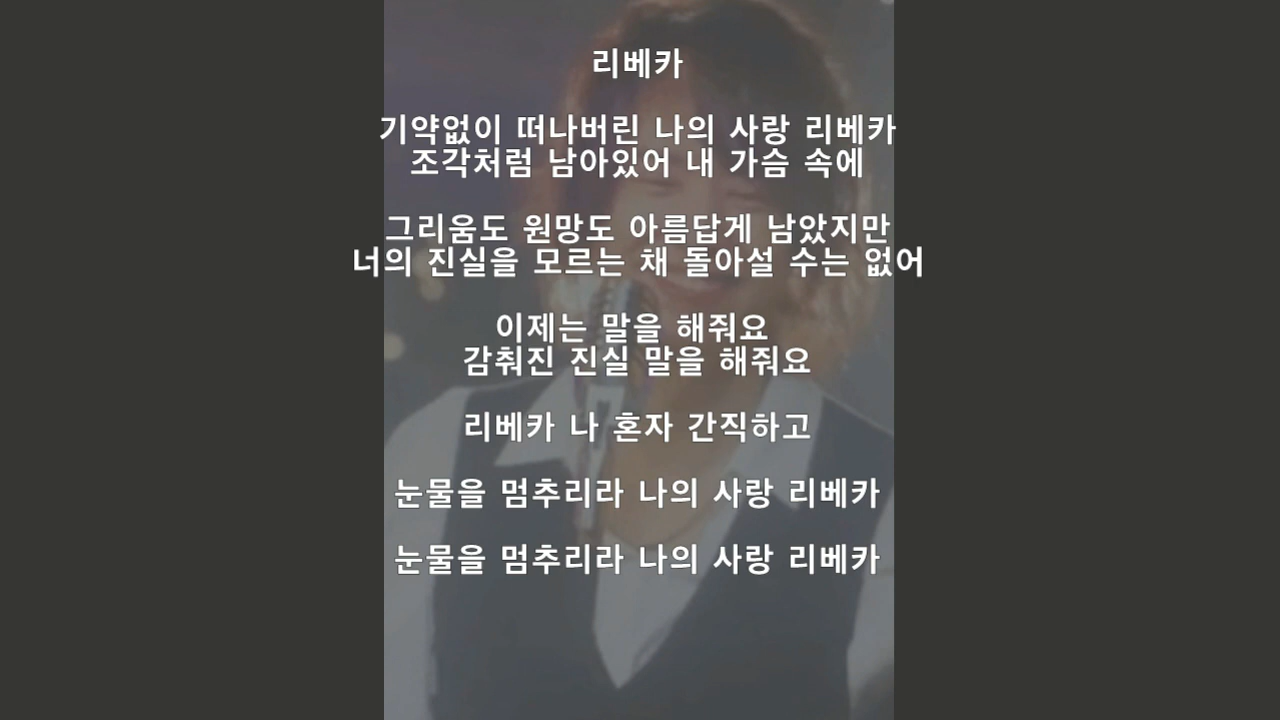 리베카
기약없이 떠나버린 나의 사랑 리베카
조각처럼 남아있어 내 가슴 속에
그리움도 원망도 아름답게 남았지만
너의 진실을 모르는 채 돌아설 수는 없어
이제는 말을 해줘요
감춰진 진실 말을 해줘요
리베카 나 혼자 간직하고
눈물을 멈추리라 나의 사랑 리베카
눈물을 멈추리라 나의 사랑 리베카